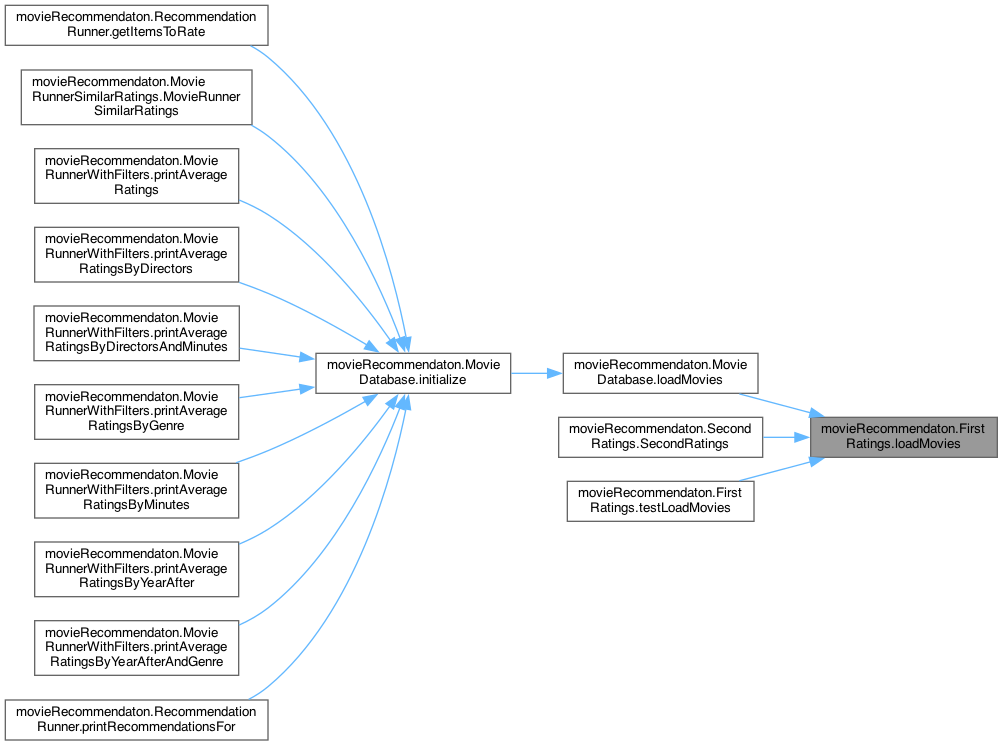 movieRecommendaton.Recommendation
Runner.getItemsToRate
movieRecommendaton.Movie
RunnerSimilarRatings.MovieRunner
SimilarRatings
movieRecommendaton.Movie
RunnerWithFilters.printAverage
Ratings
movieRecommendaton.Movie
RunnerWithFilters.printAverage
RatingsByDirectors
movieRecommendaton.Movie
RunnerWithFilters.printAverage
RatingsByDirectorsAndMinutes
movieRecommendaton.Movie
RunnerWithFilters.printAverage
RatingsByGenre
movieRecommendaton.Movie
RunnerWithFilters.printAverage
RatingsByMinutes
movieRecommendaton.Movie
RunnerWithFilters.printAverage
RatingsByYearAfter
movieRecommendaton.Movie
RunnerWithFilters.printAverage
RatingsByYearAfterAndGenre
movieRecommendaton.Recommendation
Runner.printRecommendationsFor
movieRecommendaton.Movie
Database.initialize
movieRecommendaton.Movie
Database.loadMovies
movieRecommendaton.Second
Ratings.SecondRatings
movieRecommendaton.First
Ratings.testLoadMovies
movieRecommendaton.First
Ratings.loadMovies